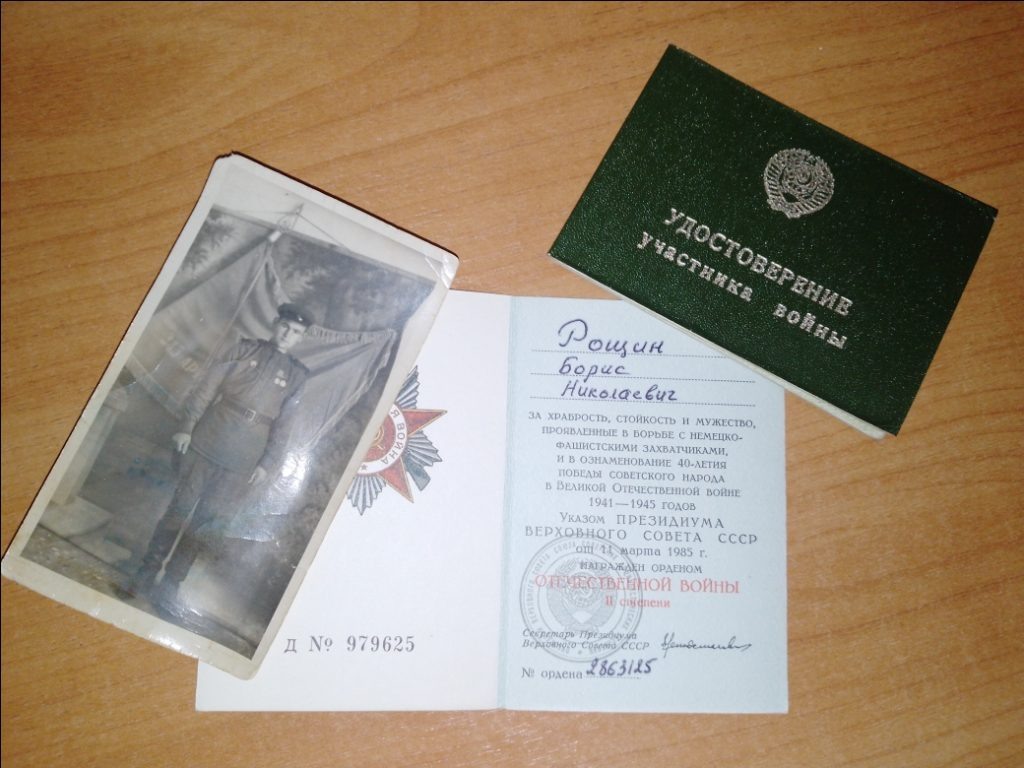 УДОСТОВЕРЕНИЕ
участника войны
Рощин
Борис
Николаевич
ЗА ХРАБРОСТЬ, СТОЙКОСТЬ И МУЖЕСТВО,
ПРОЯВЛЕННЫЕ В БОРЬБЕ С НЕМЕЦКО-
ФАШИСТСКИМИ ЗАХВАТЧИКАМИ,
И В ОЗНАМЕНОВАНИЕ 40-ЛЕТИЯ
ПОБЕДЫ СОВЕТСКОГО НАРОДА
В ВЕЛИКОЙ ОТЕЧЕСТВЕННОЙ ВОЙНЕ
1941—1945 ГОДОВ
УКАЗОМ ПРЕЗИДИУМА
ВЕРХОВНОГО СОВЕТА СССР
от 11 марта 1985 г.
НАГРАЖДЕН ОРДЕНОМ
ОТЕЧЕСТВЕННОЙ ВОЙНЫ
II степени
Секретарь Президиума
Верховного Совета СССР
№ ордена 2863125
Я ВОЙНА
Д № 979625